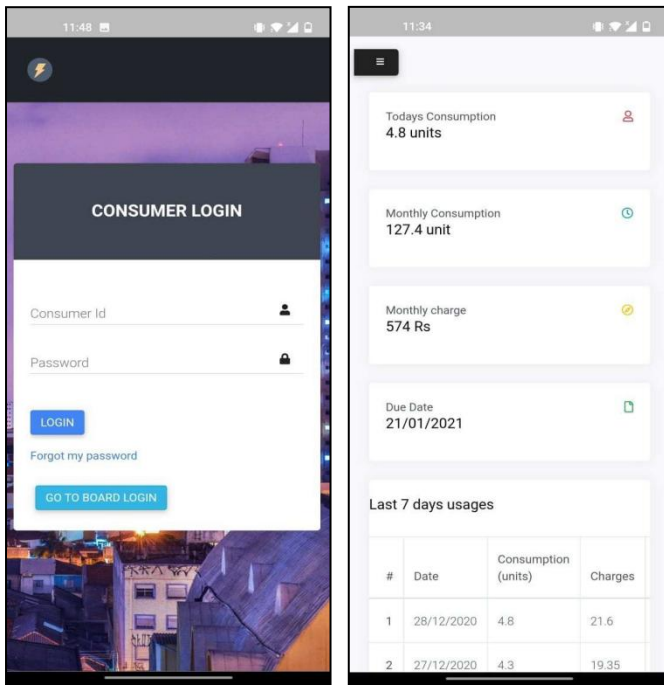 11:48
CONSUMER LOGIN
Consumer Id
Password
LOGIN
Forgot my password
GO TO BOARD LOGIN
11:34
Todays Consumption
4.8 units
Monthly Consumption
127.4 unit
Monthly charge
574 Rs
Due Date
21/01/2021
Last 7 days usages
# Date Consumption (units) Charges
1 28/12/2020 4.8 21.6
2 27/12/2020 4.3 19.35